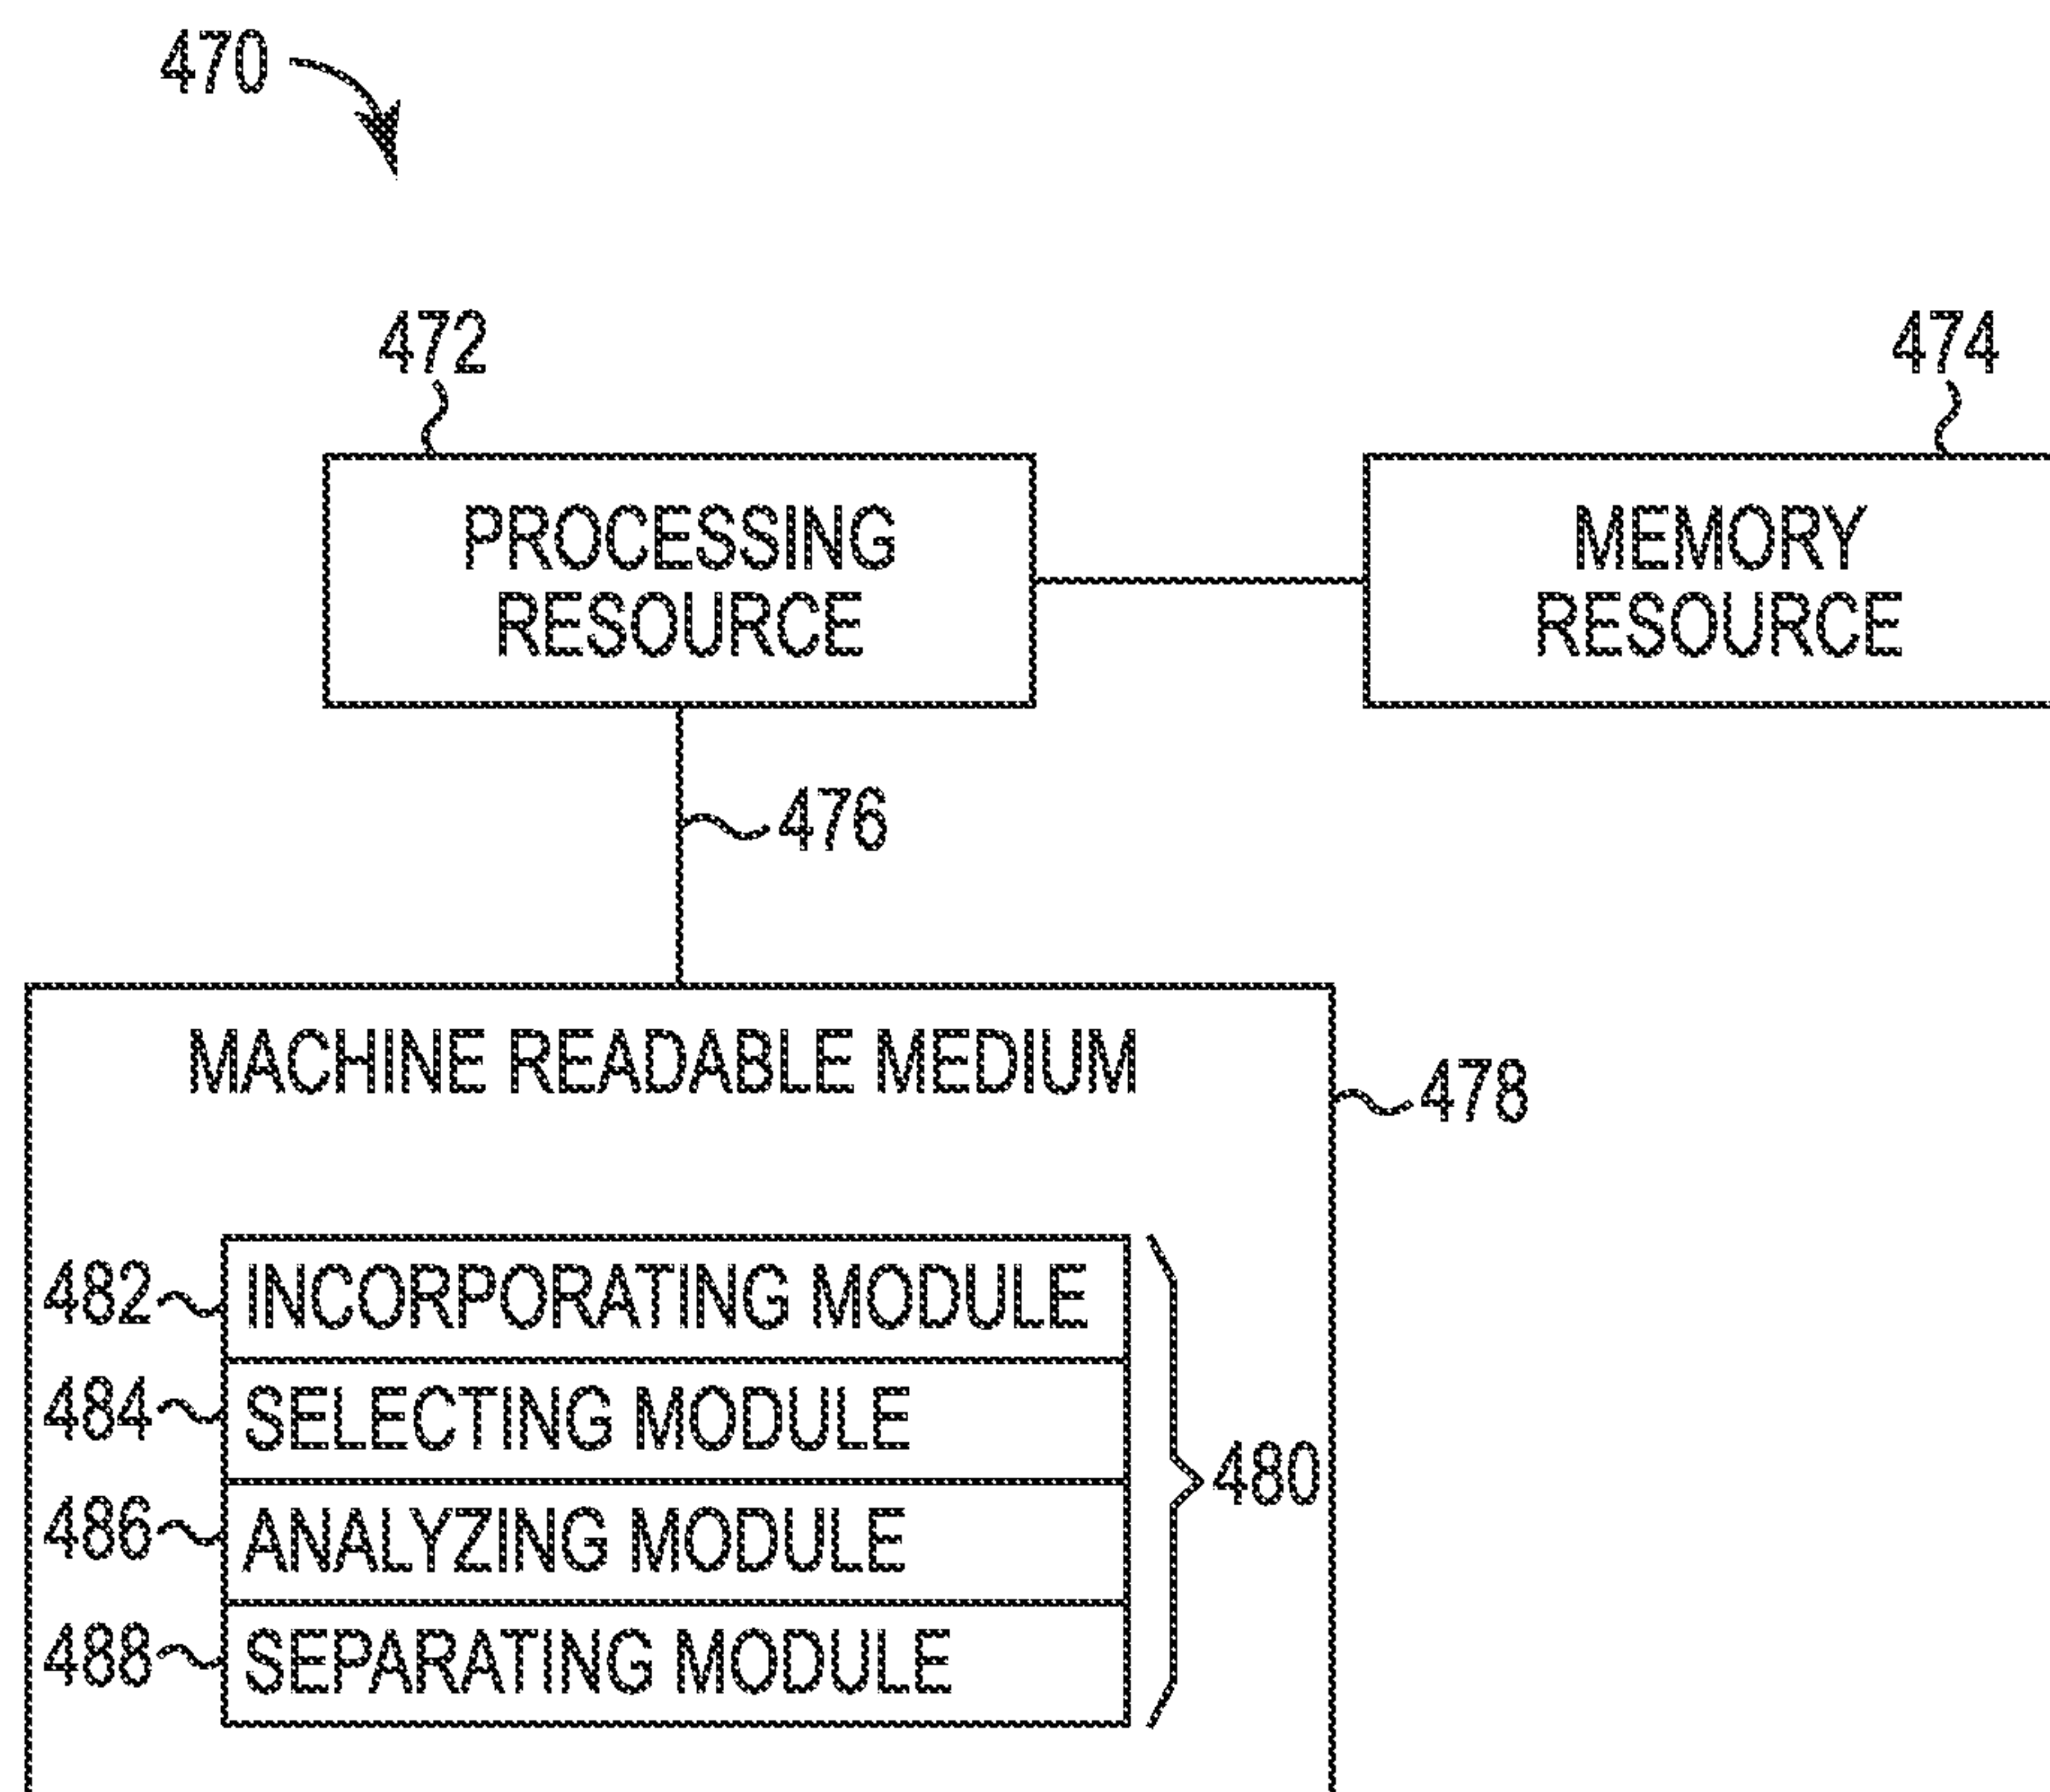 470
472
474
PROCESSING
RESOURCE
MEMORY
RESOURCE
476
MACHINE READABLE MEDIUM
478
482
INCORPORATING MODULE
484
SELECTING MODULE
480
486
ANALYZING MODULE
488
SEPARATING MODULE